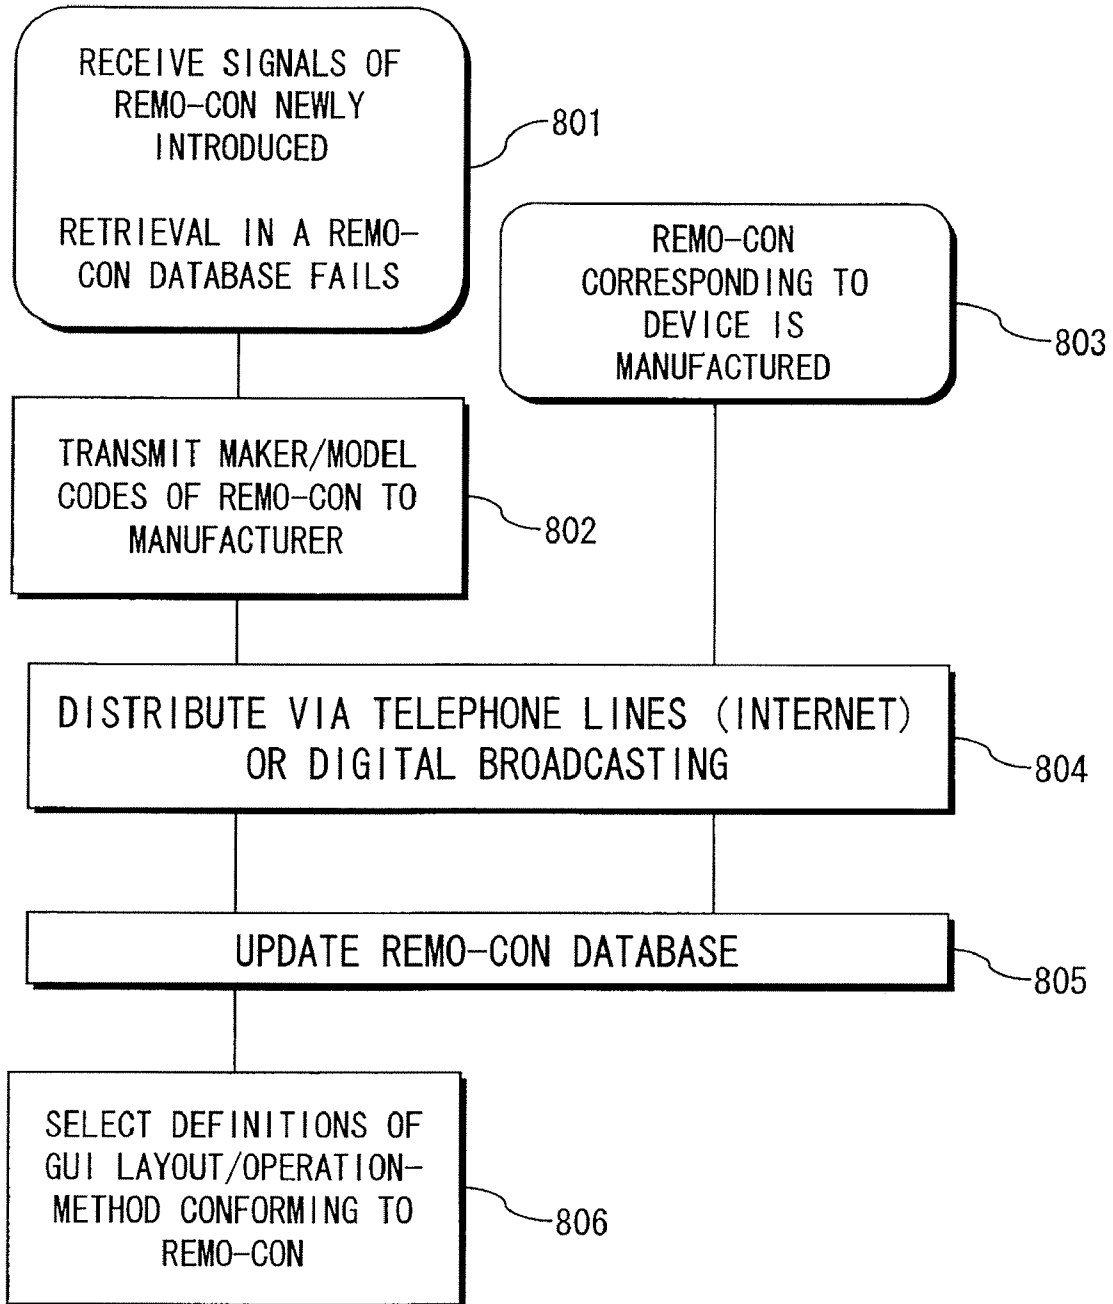 RECEIVE SIGNALS OF
REMO-CON NEWLY
INTRODUCED
RETRIEVAL IN A REMO-
CON DATABASE FAILS
801
REMO-CON
CORRESPONDING TO
DEVICE IS
MANUFACTURED
803
TRANSMIT MAKER/MODEL
CODES OF REMO-CON TO
MANUFACTURER
802
DISTRIBUTE VIA TELEPHONE LINES (INTERNET)
OR DIGITAL BROADCASTING
804
UPDATE REMO-CON DATABASE
805
SELECT DEFINITIONS OF
GUI LAYOUT/OPERATION-
METHOD CONFORMING TO
REMO-CON
806